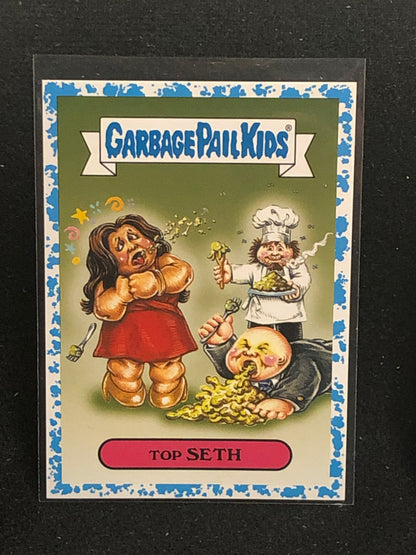 GARBAGE PAIL KIDS®
TOP SETH